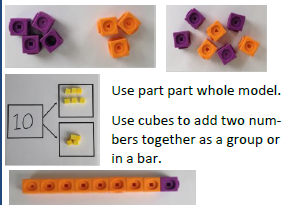 10
Use part part whole model.
Use cubes to add two num-
bers together as a group or
in a bar.